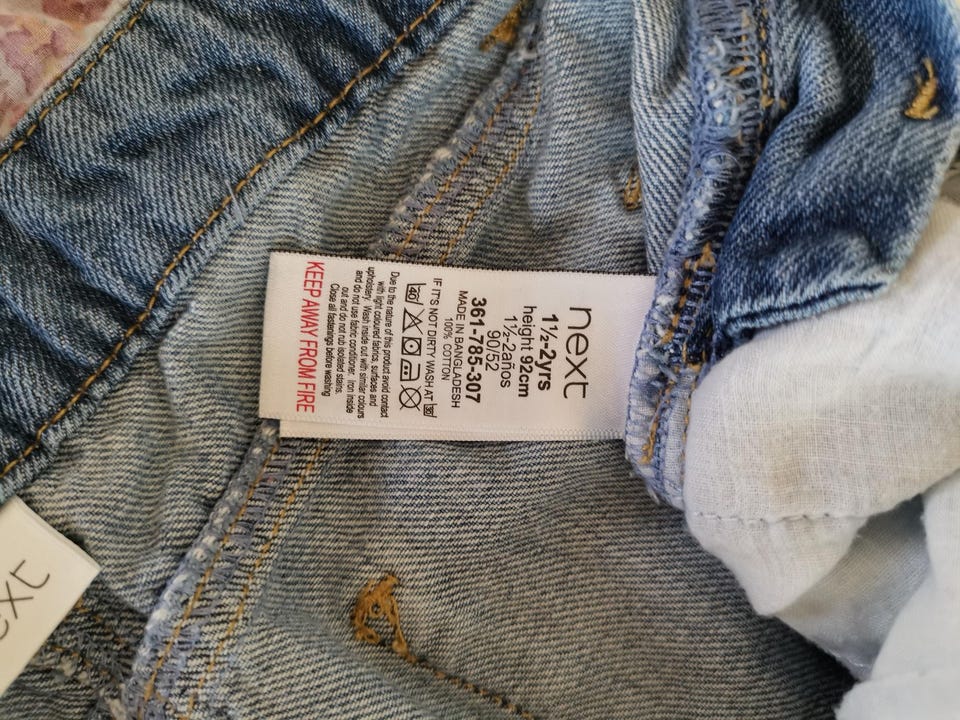 next
1½-2yrs
height 92cm
1½-2años
90/52
361-785-307
MADE IN BANGLADESH
100% COTTON
IF IT'S NOT DIRTY WASH AT 30
40
Due to the nature of this product avoid contact
with light coloured fabrics, surfaces and
upholstery. Wash inside out with similar colours
and do not use fabric conditioner. Iron inside
out and do not rub isolated stains.
Close all fastenings before washing
KEEP AWAY FROM FIRE
ext